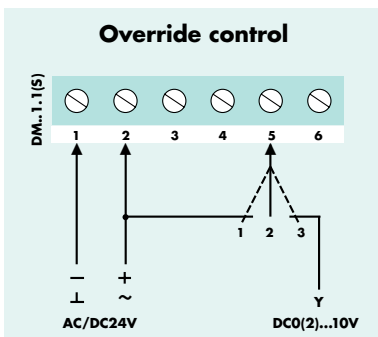 Override control
DM..1.1(S)
1 2 3 4 5 6
1 2 3
− +
⊥ ~
Y
AC/DC24V DC0(2)...10V